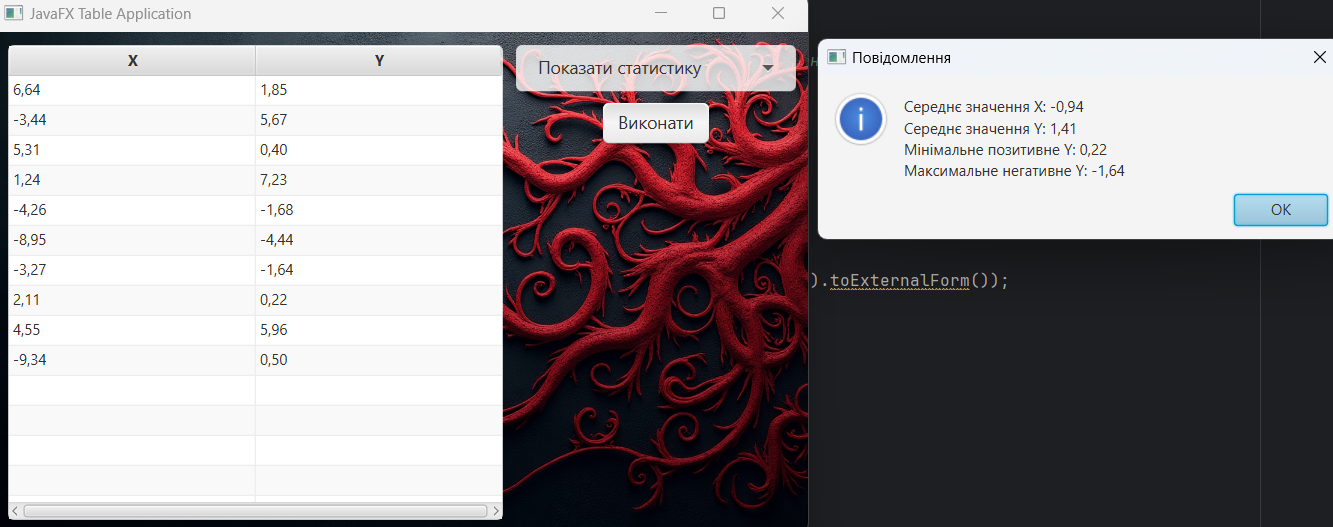 JavaFX Table Application
X Y
6,64 1,85
-3,44 5,67
5,31 0,40
1,24 7,23
-4,26 -1,68
-8,95 -4,44
-3,27 -1,64
2,11 0,22
4,55 5,96
-9,34 0,50
Показати статистику
Виконати
Повідомлення
Середнє значення X: -0,94
Середнє значення Y: 1,41
Мінімальне позитивне Y: 0,22
Максимальне негативне Y: -1,64
ОК
).toExternalForm());